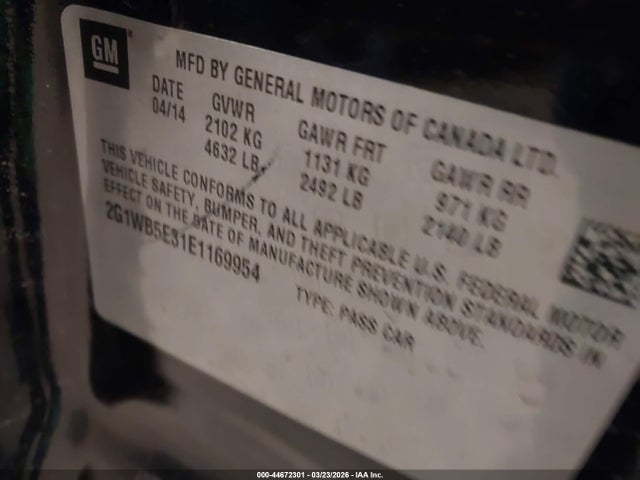 GM
MFD BY GENERAL MOTORS OF CANADA LTD.
DATE GVWR GAWR FRT GAWR RR
04/14 2102 KG 1131 KG 971 KG
4632 LB 2492 LB 2140 LB
THIS VEHICLE CONFORMS TO ALL APPLICABLE U.S. FEDERAL MOTOR
VEHICLE SAFETY, BUMPER, AND THEFT PREVENTION STANDARDS IN
EFFECT ON THE DATE OF MANUFACTURE SHOWN ABOVE.
2G1WB5E31E1169954 TYPE: PASS CAR
000-44672301 - 03/23/2026 - IAA Inc.